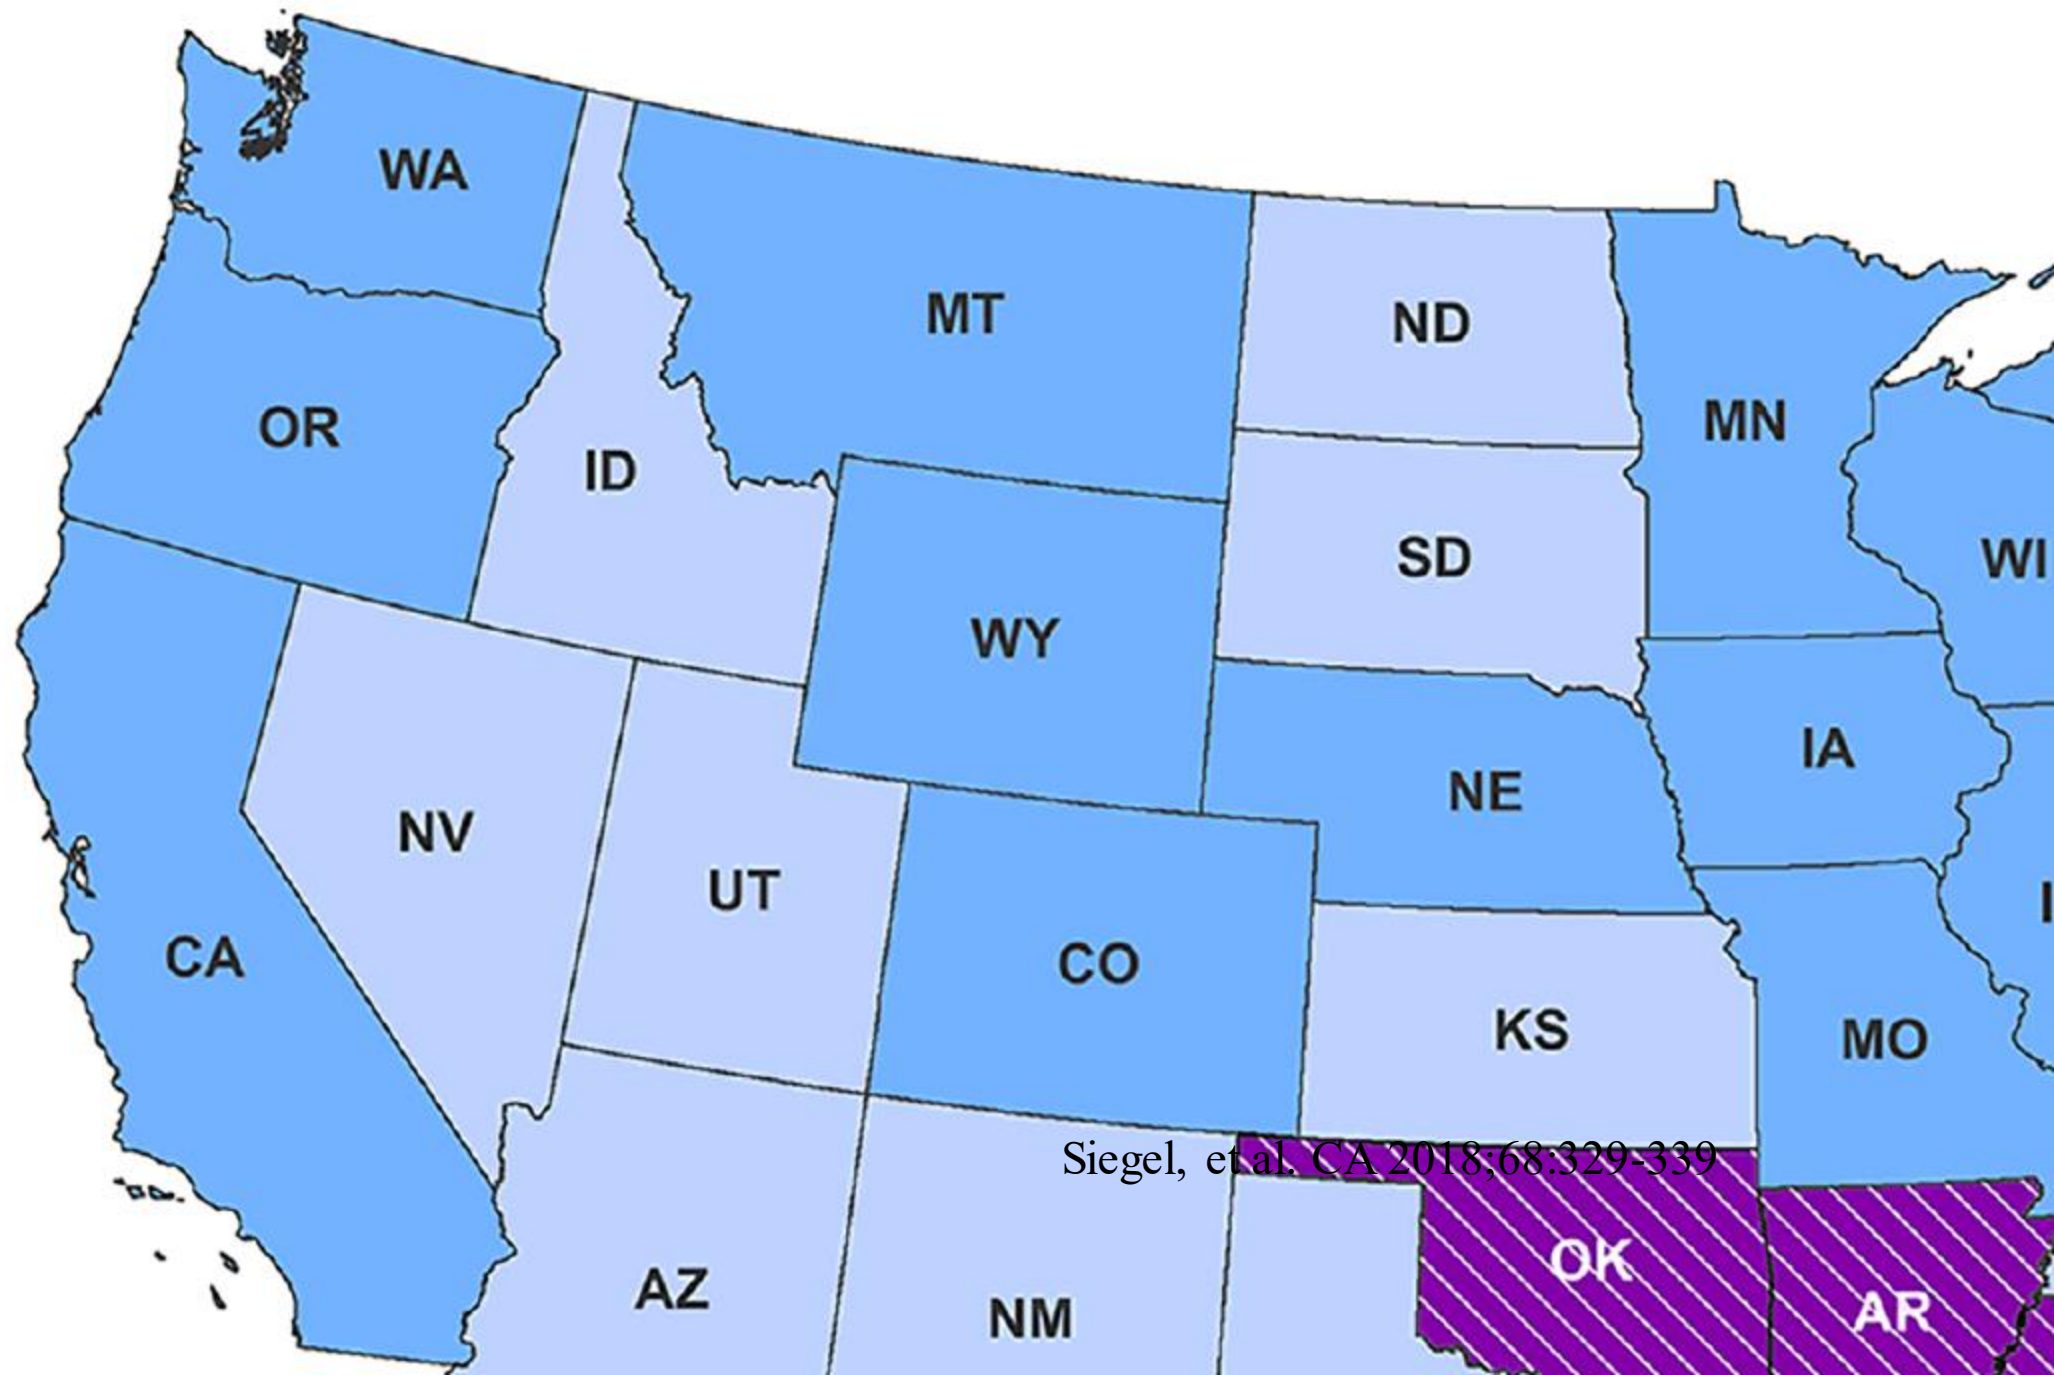 WA
MT
ND
MN
OR
ID
SD
WI
WY
IA
NE
NV
UT
CA
CO
KS
MO
Siegel, et al. CA 2018;68:329-339
OK
AZ
NM
AR